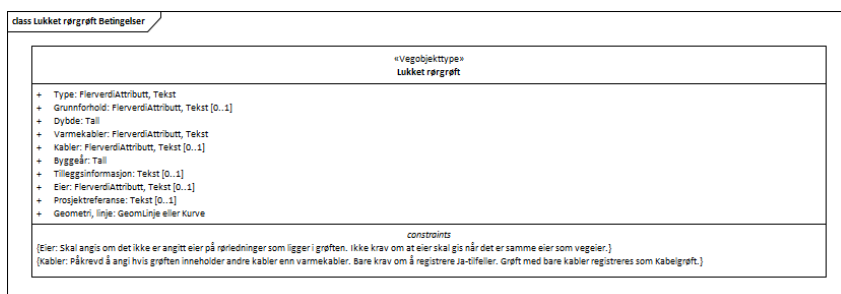 class Lukket rørgrøft Betingelser
«Vegobjekttype»
Lukket rørgrøft
+ Type: FlerverdiAttributt, Tekst
+ Grunnforhold: FlerverdiAttributt, Tekst [0..1]
+ Dybde: Tall
+ Varmekabler: FlerverdiAttributt, Tekst
+ Kabler: FlerverdiAttributt, Tekst [0..1]
+ Byggeår: Tall
+ Tilleggsinformasjon: Tekst [0..1]
+ Eier: FlerverdiAttributt, Tekst [0..1]
+ Prosjektreferanse: Tekst [0..1]
+ Geometri, linje: GeomLinje eller Kurve
constraints
{Eier: Skal angis om det ikke er angitt eier på rørledninger som ligger i grøften. Ikke krav om at eier skal gis når det er samme eier som vegeier.}
{Kabler: Påkrevd å angi hvis grøften inneholder andre kabler enn varmekabler. Bare krav om å registrere Ja-tilfeller. Grøft med bare kabler registreres som Kabelgrøft.}